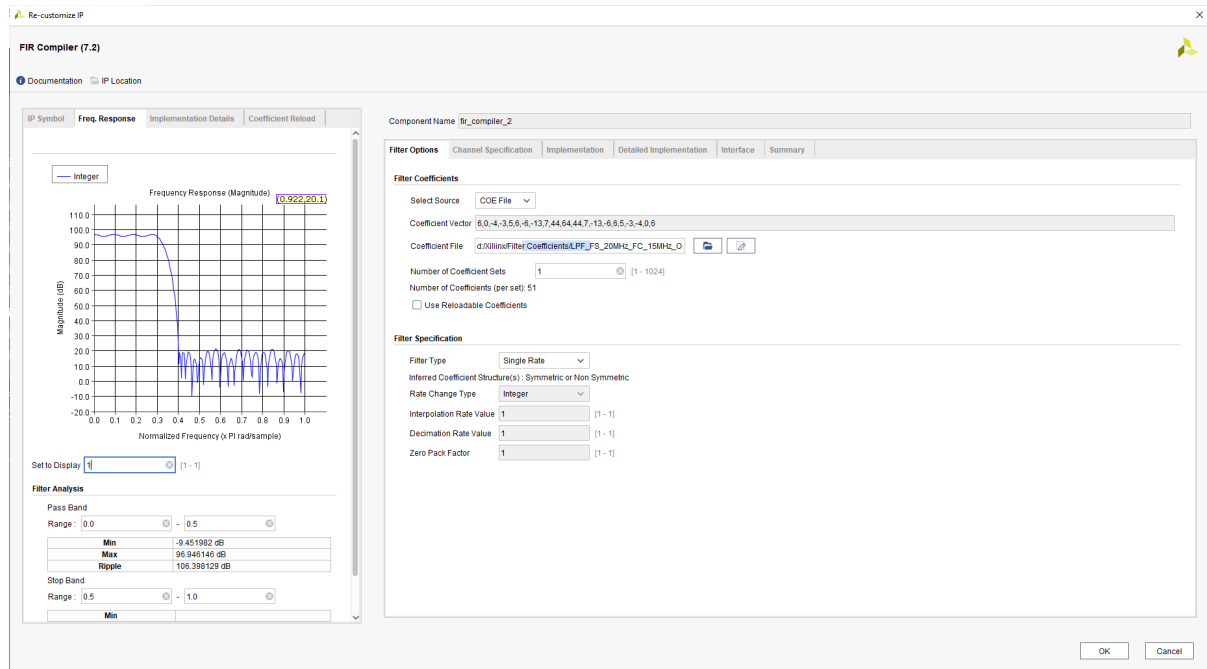 Re-customize IP
FIR Compiler (7.2)
Documentation IP Location
IP Symbol Freq. Response Implementation Details Coefficient Reload
Integer
Frequency Response (Magnitude)
(0.922,20.1)
Magnitude (dB)
110.0
100.0
90.0
80.0
70.0
60.0
50.0
40.0
30.0
20.0
10.0
0.0
-10.0
-20.0
0.0 0.1 0.2 0.3 0.4 0.5 0.6 0.7 0.8 0.9 1.0
Normalized Frequency (x PI rad/sample)
Set to Display 1 [1 - 1]
Filter Analysis
Pass Band
Range : 0.0 - 0.5
Min -9.451982 dB
Max 96.946146 dB
Ripple 106.398129 dB
Stop Band
Range : 0.5 - 1.0
Min
Component Name fir_compiler_2
Filter Options Channel Specification Implementation Detailed Implementation Interface Summary
Filter Coefficients
Select Source COE File
Coefficient Vector 6,0,-4,-3,5,6,-6,-13,7,44,64,44,7,-13,-6,6,5,-3,-4,0,6
Coefficient File d:/Xiliinx/Filter Coefficients/LPF_FS_20MHz_FC_15MHz_O
Number of Coefficient Sets 1 [1 - 1024]
Number of Coefficients (per set): 51
Use Reloadable Coefficients
Filter Specification
Filter Type Single Rate
Inferred Coefficient Structure(s) : Symmetric or Non Symmetric
Rate Change Type Integer
Interpolation Rate Value 1 [1 - 1]
Decimation Rate Value 1 [1 - 1]
Zero Pack Factor 1 [1 - 1]
OK Cancel